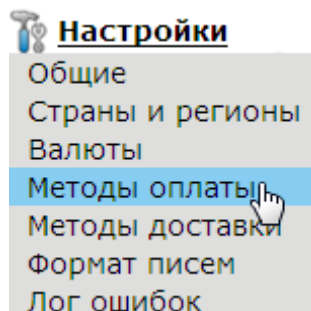 Настройки
Общие
Страны и регионы
Валюты
Методы оплаты
Методы доставки
Формат писем
Лог ошибок